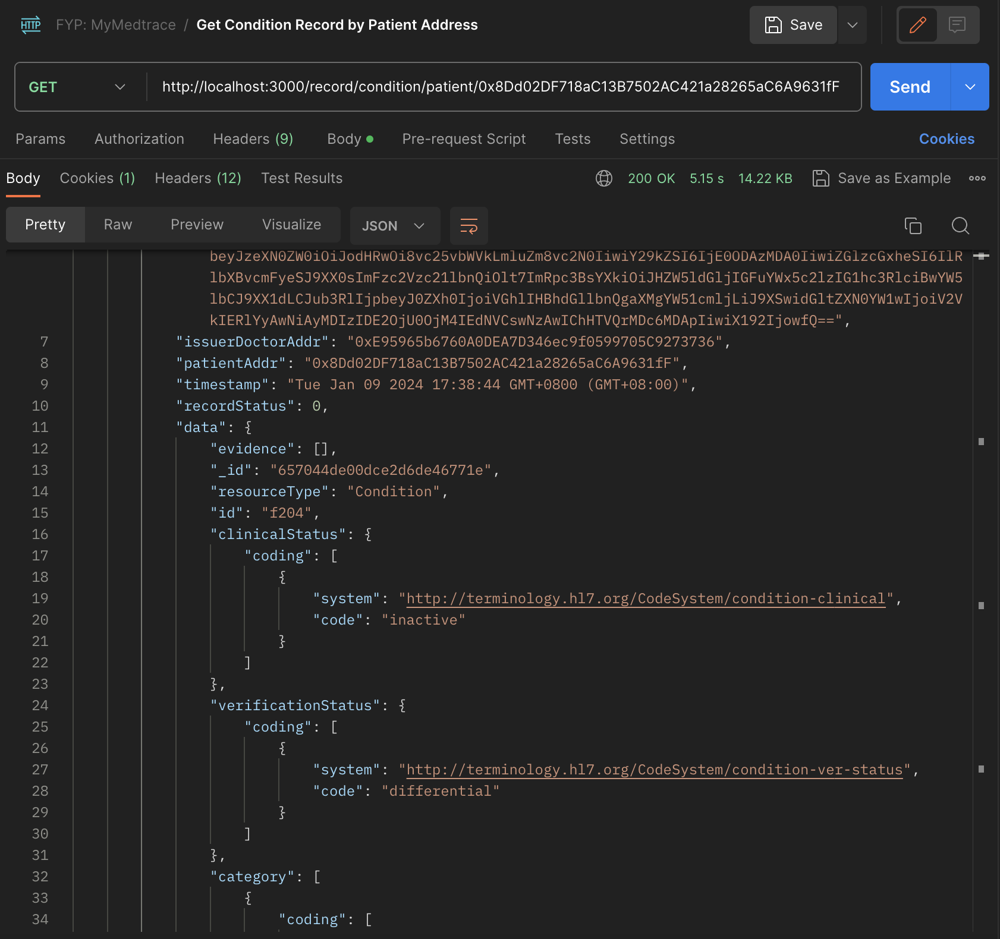 HTTP FYP: MyMedtrace / Get Condition Record by Patient Address Save
GET http://localhost:3000/record/condition/patient/0x8Dd02DF718aC13B7502AC421a28265aC6A9631fF Send
Params Authorization Headers (9) Body Pre-request Script Tests Settings Cookies
Body Cookies (1) Headers (12) Test Results 200 OK 5.15 s 14.22 KB Save as Example
Pretty Raw Preview Visualize JSON
beyJzeXN0ZW0iOiJodHRwOi8vc25vbWVkLmluZm8vc2N0IiwiY29kZSI6IjE0ODAzMDA0IiwiZGlzcGxheSI6IlR
lbXBvcmFyeSJ9XX0sImFzc2Vzc21lbnQiOlt7ImRpc3BsYXkiOiJHZW5ldGljIGFuYWx5c2lzIG1hc3RlciBwYW5
lbCJ9XX1dLCJub3RlIjpbeyJ0ZXh0IjoiVGhlIHBhdGllbnQgaXMgYW51cmljLiJ9XSwidGltZXN0YW1wIjoiV2V
kIERlYyAwNiAyMDIzIDE2OjU0OjM4IEdNVCswNzAwIChHTVQrMDc6MDApIiwiX192IjowfQ==",
7 "issuerDoctorAddr": "0xE95965b6760A0DEA7D346ec9f0599705C9273736",
8 "patientAddr": "0x8Dd02DF718aC13B7502AC421a28265aC6A9631fF",
9 "timestamp": "Tue Jan 09 2024 17:38:44 GMT+0800 (GMT+08:00)",
10 "recordStatus": 0,
11 "data": {
12 "evidence": [],
13 "_id": "657044de00dce2d6de46771e",
14 "resourceType": "Condition",
15 "id": "f204",
16 "clinicalStatus": {
17 "coding": [
18 {
19 "system": "http://terminology.hl7.org/CodeSystem/condition-clinical",
20 "code": "inactive"
21 }
22 ]
23 },
24 "verificationStatus": {
25 "coding": [
26 {
27 "system": "http://terminology.hl7.org/CodeSystem/condition-ver-status",
28 "code": "differential"
29 }
30 ]
31 },
32 "category": [
33 {
34 "coding": [